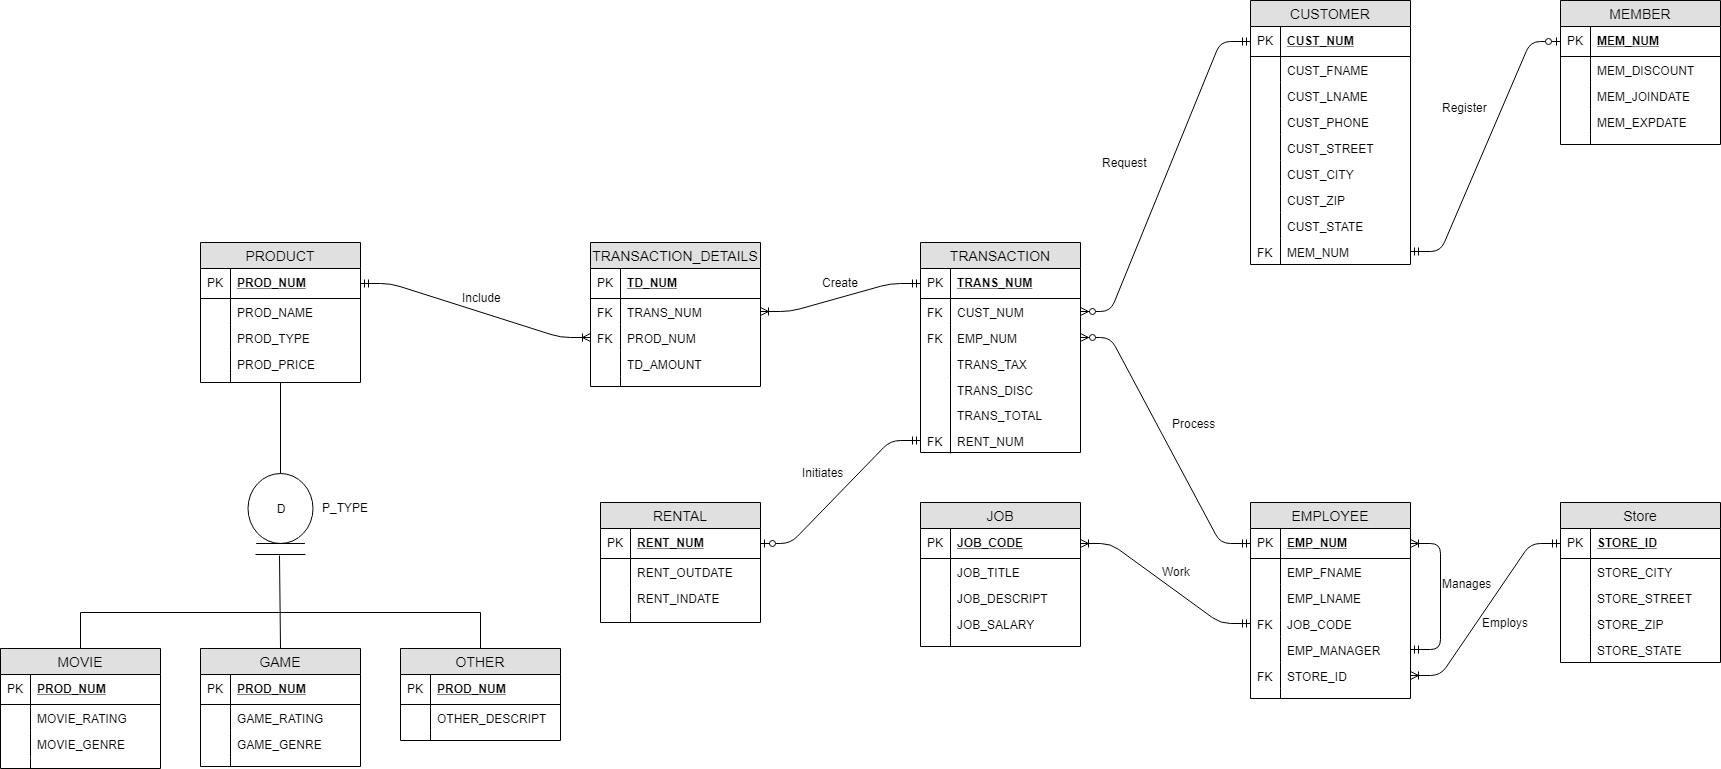 CUSTOMER
PK CUST_NUM
CUST_FNAME
CUST_LNAME
CUST_PHONE
CUST_STREET
CUST_CITY
CUST_ZIP
CUST_STATE
FK MEM_NUM
MEMBER
PK MEM_NUM
MEM_DISCOUNT
MEM_JOINDATE
MEM_EXPDATE
Register
Request
PRODUCT
PK PROD_NUM
PROD_NAME
PROD_TYPE
PROD_PRICE
Include
TRANSACTION_DETAILS
PK TD_NUM
FK TRANS_NUM
FK PROD_NUM
TD_AMOUNT
Create
TRANSACTION
PK TRANS_NUM
FK CUST_NUM
FK EMP_NUM
TRANS_TAX
TRANS_DISC
TRANS_TOTAL
FK RENT_NUM
Process
Initiates
D
P_TYPE
RENTAL
PK RENT_NUM
RENT_OUTDATE
RENT_INDATE
JOB
PK JOB_CODE
JOB_TITLE
JOB_DESCRIPT
JOB_SALARY
Work
EMPLOYEE
PK EMP_NUM
EMP_FNAME
EMP_LNAME
FK JOB_CODE
EMP_MANAGER
FK STORE_ID
Manages
Employs
Store
PK STORE_ID
STORE_CITY
STORE_STREET
STORE_ZIP
STORE_STATE
MOVIE
PK PROD_NUM
MOVIE_RATING
MOVIE_GENRE
GAME
PK PROD_NUM
GAME_RATING
GAME_GENRE
OTHER
PK PROD_NUM
OTHER_DESCRIPT